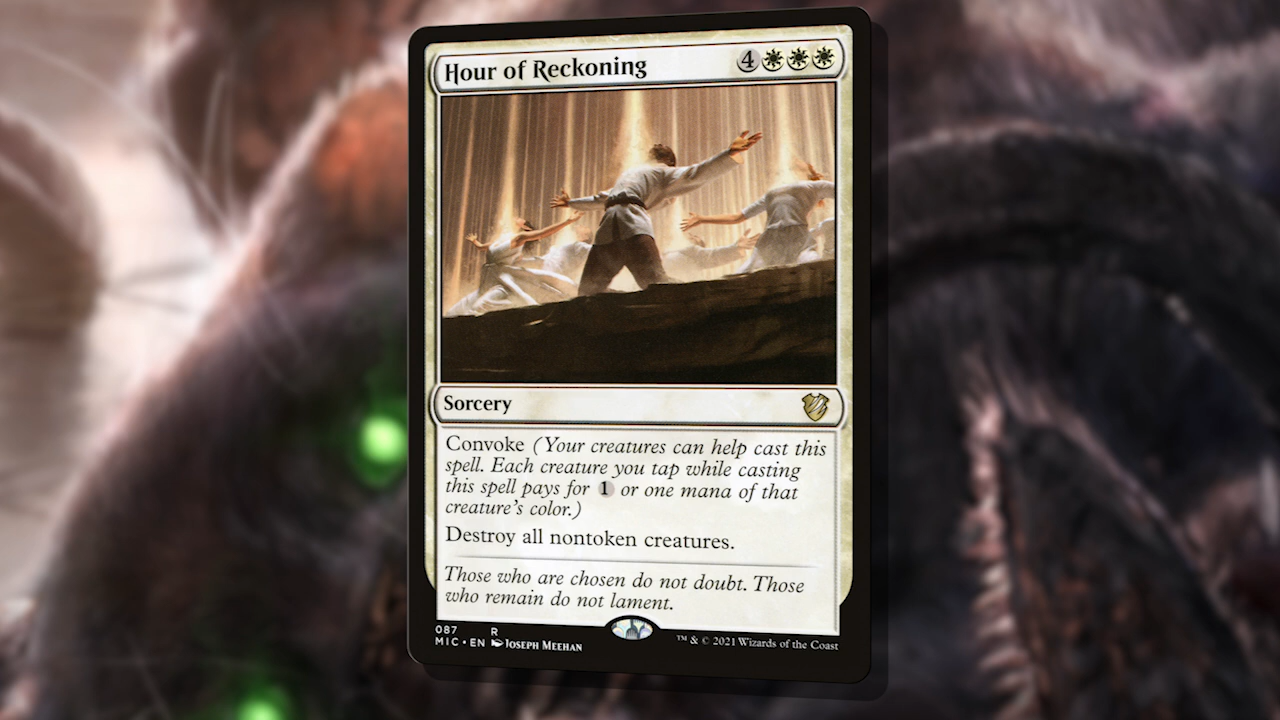 Hour of Reckoning 4
Sorcery
Convoke (Your creatures can help cast this
spell. Each creature you tap while casting
this spell pays for 1 or one mana of that
creature's color.)
Destroy all nontoken creatures.
Those who are chosen do not doubt. Those
who remain do not lament.
087 R
MIC • EN Joseph Meehan
™ & © 2021 Wizards of the Coast